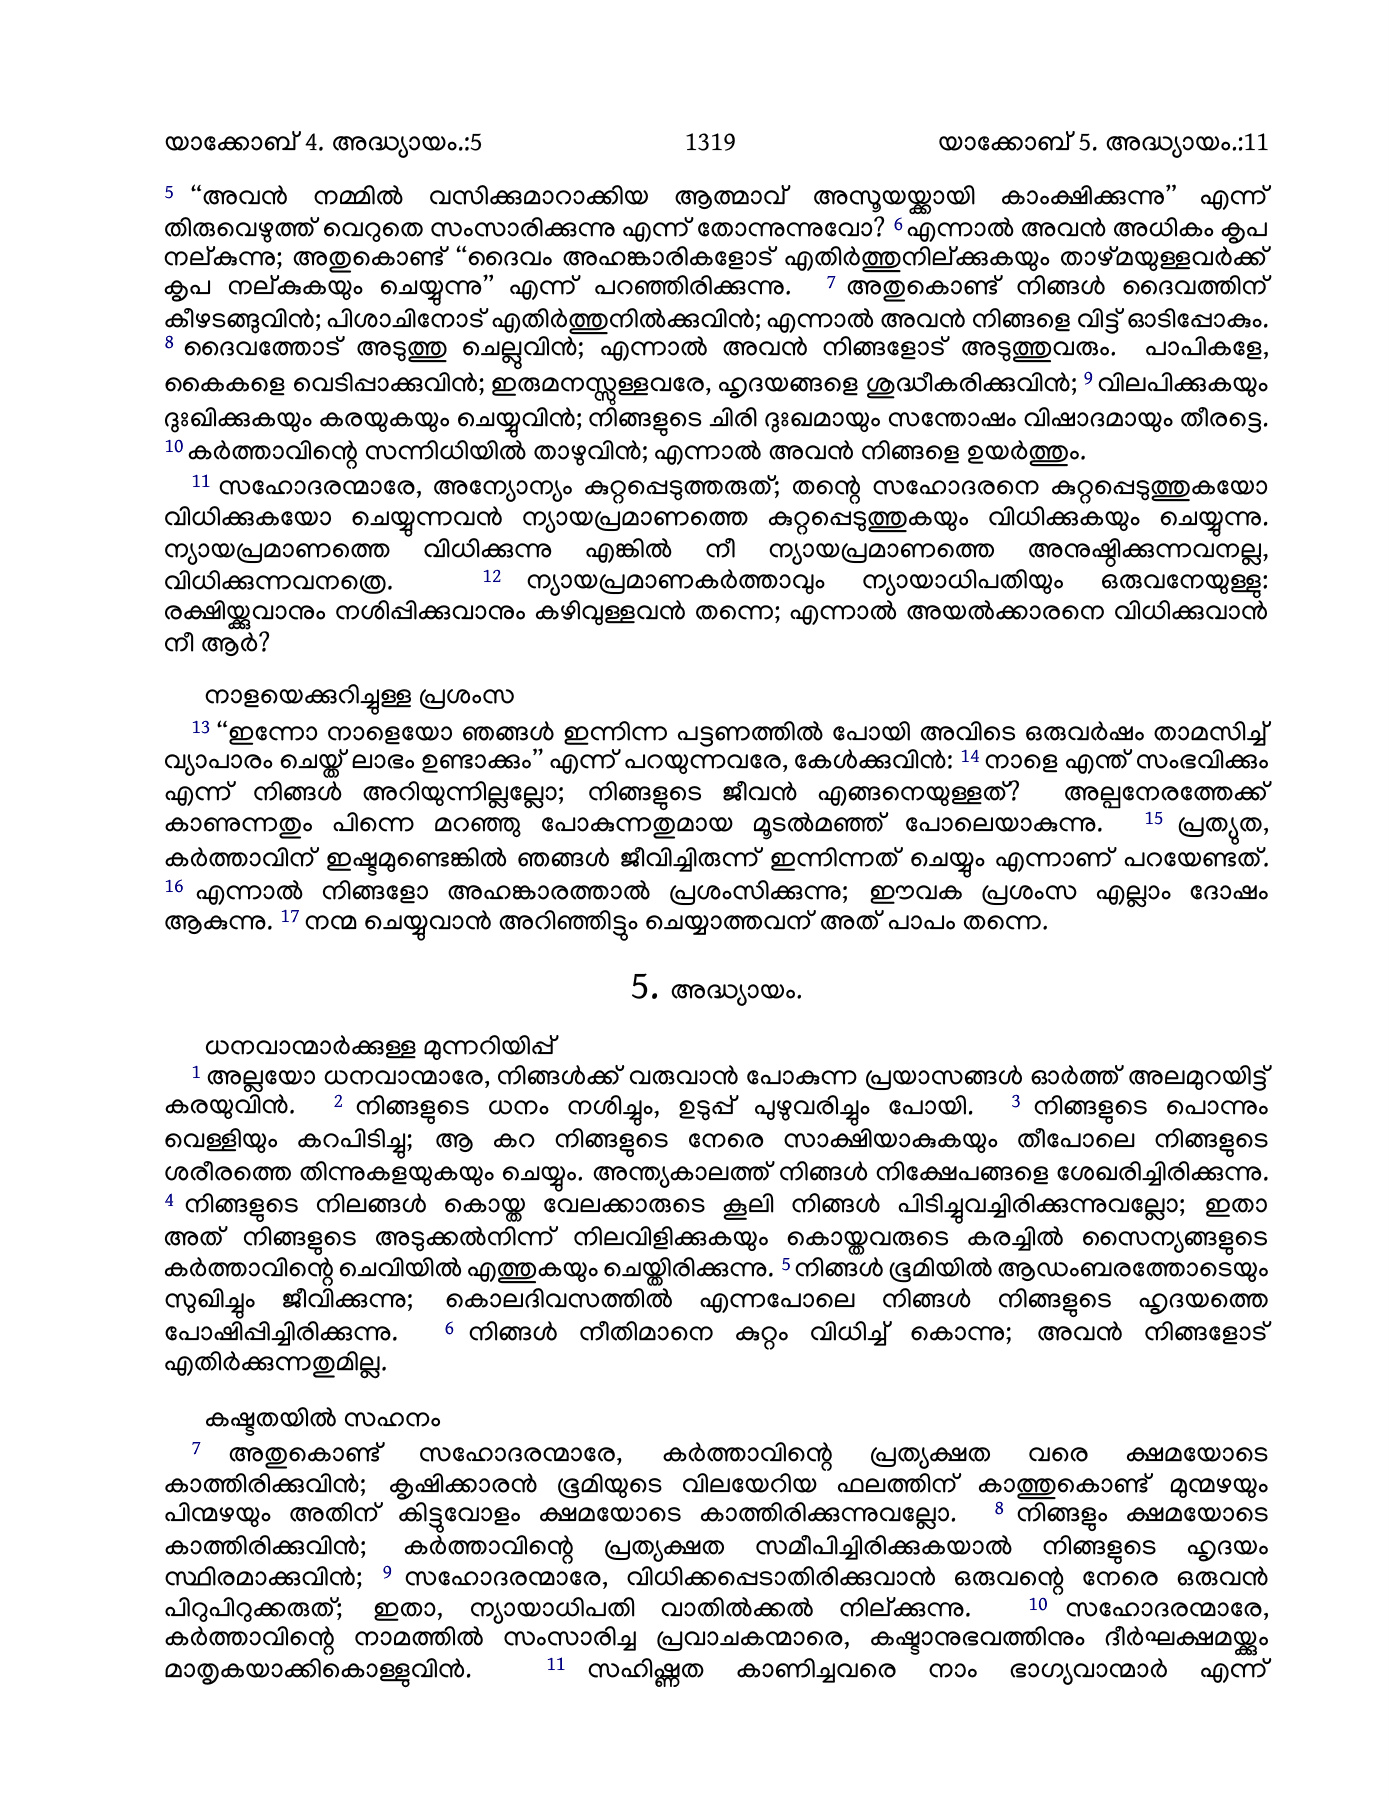 യാക്കോബ് 4. അദ്ധ്യായം.:5 1319 യാക്കോബ് 5. അദ്ധ്യായം.:11
5 “അവൻ നമ്മിൽ വസിക്കുമാറാക്കിയ ആത്മാവ് അസൂയയ്ക്കായി കാംക്ഷിക്കുന്നു” എന്ന്
തിരുവെഴുത്ത് വെറുതെ സംസാരിക്കുന്നു എന്ന് തോന്നുന്നുവോ? 6 എന്നാൽ അവൻ അധികം കൃപ
നല്കുന്നു; അതുകൊണ്ട് “ദൈവം അഹങ്കാരികളോട് എതിർത്തുനില്ക്കുകയും താഴ്മയുള്ളവർക്ക്
കൃപ നല്കുകയും ചെയ്യുന്നു” എന്ന് പറഞ്ഞിരിക്കുന്നു. 7 അതുകൊണ്ട് നിങ്ങൾ ദൈവത്തിന്
കീഴടങ്ങുവിൻ; പിശാചിനോട് എതിർത്തുനിൽക്കുവിൻ; എന്നാൽ അവൻ നിങ്ങളെ വിട്ട് ഓടിപ്പോകും.
8 ദൈവത്തോട് അടുത്തു ചെല്ലുവിൻ; എന്നാൽ അവൻ നിങ്ങളോട് അടുത്തുവരും. പാപികളേ,
കൈകളെ വെടിപ്പാക്കുവിൻ; ഇരുമനസ്സുള്ളവരേ, ഹൃദയങ്ങളെ ശുദ്ധീകരിക്കുവിൻ; 9 വിലപിക്കുകയും
ദുഃഖിക്കുകയും കരയുകയും ചെയ്യുവിൻ; നിങ്ങളുടെ ചിരി ദുഃഖമായും സന്തോഷം വിഷാദമായും തീരട്ടെ.
10 കർത്താവിന്റെ സന്നിധിയിൽ താഴുവിൻ; എന്നാൽ അവൻ നിങ്ങളെ ഉയർത്തും.
11 സഹോദരന്മാരേ, അന്യോന്യം കുറ്റപ്പെടുത്തരുത്; തന്റെ സഹോദരനെ കുറ്റപ്പെടുത്തുകയോ
വിധിക്കുകയോ ചെയ്യുന്നവൻ ന്യായപ്രമാണത്തെ കുറ്റപ്പെടുത്തുകയും വിധിക്കുകയും ചെയ്യുന്നു.
ന്യായപ്രമാണത്തെ വിധിക്കുന്നു എങ്കിൽ നീ ന്യായപ്രമാണത്തെ അനുഷ്ഠിക്കുന്നവനല്ല,
വിധിക്കുന്നവനത്രെ. 12 ന്യായപ്രമാണകർത്താവും ന്യായാധിപതിയും ഒരുവനേയുള്ളു:
രക്ഷിയ്ക്കുവാനും നശിപ്പിക്കുവാനും കഴിവുള്ളവൻ തന്നെ; എന്നാൽ അയൽക്കാരനെ വിധിക്കുവാൻ
നീ ആർ?
നാളയെക്കുറിച്ചുള്ള പ്രശംസ
13 “ഇന്നോ നാളെയോ ഞങ്ങൾ ഇന്നിന്ന പട്ടണത്തിൽ പോയി അവിടെ ഒരുവർഷം താമസിച്ച്
വ്യാപാരം ചെയ്ത് ലാഭം ഉണ്ടാക്കും” എന്ന് പറയുന്നവരേ, കേൾക്കുവിൻ: 14 നാളെ എന്ത് സംഭവിക്കും
എന്ന് നിങ്ങൾ അറിയുന്നില്ലല്ലോ; നിങ്ങളുടെ ജീവൻ എങ്ങനെയുള്ളത്? അല്പനേരത്തേക്ക്
കാണുന്നതും പിന്നെ മറഞ്ഞു പോകുന്നതുമായ മൂടൽമഞ്ഞ് പോലെയാകുന്നു. 15 പ്രത്യുത,
കർത്താവിന് ഇഷ്ടമുണ്ടെങ്കിൽ ഞങ്ങൾ ജീവിച്ചിരുന്ന് ഇന്നിന്നത് ചെയ്യും എന്നാണ് പറയേണ്ടത്.
16 എന്നാൽ നിങ്ങളോ അഹങ്കാരത്താൽ പ്രശംസിക്കുന്നു; ഈവക പ്രശംസ എല്ലാം ദോഷം
ആകുന്നു. 17 നന്മ ചെയ്യുവാൻ അറിഞ്ഞിട്ടും ചെയ്യാത്തവന് അത് പാപം തന്നെ.
5. അദ്ധ്യായം.
ധനവാന്മാർക്കുള്ള മുന്നറിയിപ്പ്
1 അല്ലയോ ധനവാന്മാരേ, നിങ്ങൾക്ക് വരുവാൻ പോകുന്ന പ്രയാസങ്ങൾ ഓർത്ത് അലമുറയിട്ട്
കരയുവിൻ. 2 നിങ്ങളുടെ ധനം നശിച്ചും, ഉടുപ്പ് പുഴുവരിച്ചും പോയി. 3 നിങ്ങളുടെ പൊന്നും
വെള്ളിയും കറപിടിച്ചു; ആ കറ നിങ്ങളുടെ നേരെ സാക്ഷിയാകുകയും തീപോലെ നിങ്ങളുടെ
ശരീരത്തെ തിന്നുകളയുകയും ചെയ്യും. അന്ത്യകാലത്ത് നിങ്ങൾ നിക്ഷേപങ്ങളെ ശേഖരിച്ചിരിക്കുന്നു.
4 നിങ്ങളുടെ നിലങ്ങൾ കൊയ്ത വേലക്കാരുടെ കൂലി നിങ്ങൾ പിടിച്ചുവച്ചിരിക്കുന്നുവല്ലോ; ഇതാ
അത് നിങ്ങളുടെ അടുക്കൽനിന്ന് നിലവിളിക്കുകയും കൊയ്തവരുടെ കരച്ചിൽ സൈന്യങ്ങളുടെ
കർത്താവിന്റെ ചെവിയിൽ എത്തുകയും ചെയ്തിരിക്കുന്നു. 5 നിങ്ങൾ ഭൂമിയിൽ ആഡംബരത്തോടെയും
സുഖിച്ചും ജീവിക്കുന്നു; കൊലദിവസത്തിൽ എന്നപോലെ നിങ്ങൾ നിങ്ങളുടെ ഹൃദയത്തെ
പോഷിപ്പിച്ചിരിക്കുന്നു. 6 നിങ്ങൾ നീതിമാനെ കുറ്റം വിധിച്ച് കൊന്നു; അവൻ നിങ്ങളോട്
എതിർക്കുന്നതുമില്ല.
കഷ്ടതയിൽ സഹനം
7 അതുകൊണ്ട് സഹോദരന്മാരേ, കർത്താവിന്റെ പ്രത്യക്ഷത വരെ ക്ഷമയോടെ
കാത്തിരിക്കുവിൻ; കൃഷിക്കാരൻ ഭൂമിയുടെ വിലയേറിയ ഫലത്തിന് കാത്തുകൊണ്ട് മുന്മഴയും
പിന്മഴയും അതിന് കിട്ടുവോളം ക്ഷമയോടെ കാത്തിരിക്കുന്നുവല്ലോ. 8 നിങ്ങളും ക്ഷമയോടെ
കാത്തിരിക്കുവിൻ; കർത്താവിന്റെ പ്രത്യക്ഷത സമീപിച്ചിരിക്കുകയാൽ നിങ്ങളുടെ ഹൃദയം
സ്ഥിരമാക്കുവിൻ; 9 സഹോദരന്മാരേ, വിധിക്കപ്പെടാതിരിക്കുവാൻ ഒരുവന്റെ നേരെ ഒരുവൻ
പിറുപിറുക്കരുത്; ഇതാ, ന്യായാധിപതി വാതിൽക്കൽ നില്ക്കുന്നു. 10 സഹോദരന്മാരേ,
കർത്താവിന്റെ നാമത്തിൽ സംസാരിച്ച പ്രവാചകന്മാരെ, കഷ്ടാനുഭവത്തിനും ദീർഘക്ഷമയ്ക്കും
മാതൃകയാക്കികൊള്ളുവിൻ. 11 സഹിഷ്ണത കാണിച്ചവരെ നാം ഭാഗ്യവാന്മാർ എന്ന്